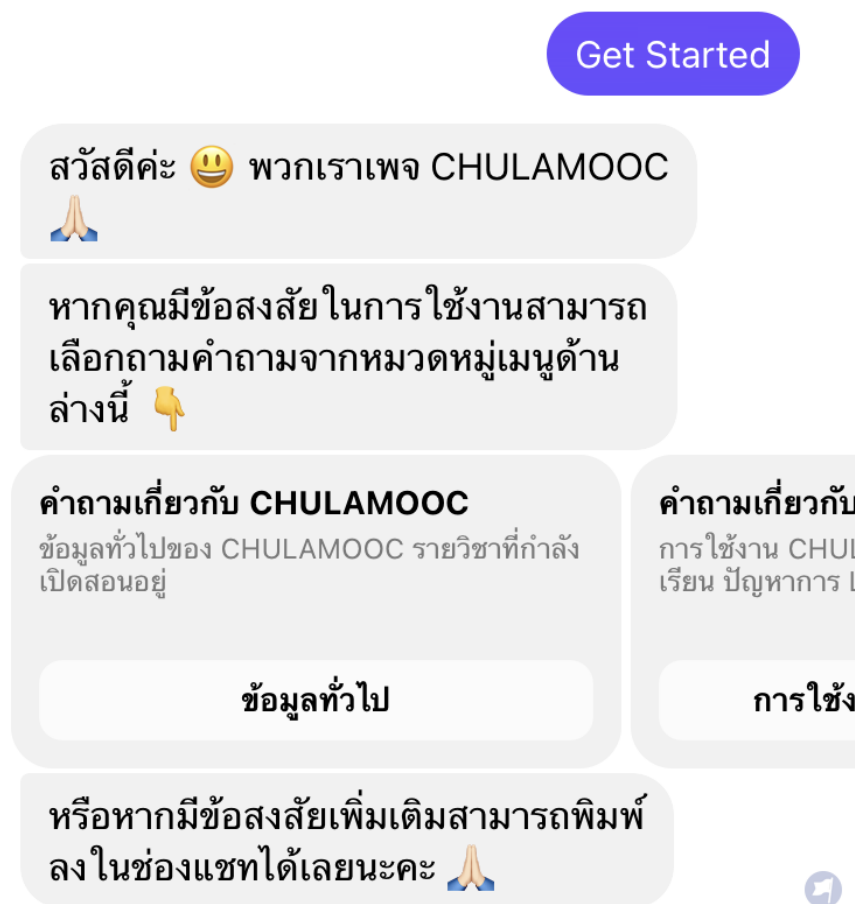 Get Started
สวัสดีค่ะ 😃 พวกเราเพจ CHULAMOOC
🙏🏻
หากคุณมีข้อสงสัยในการใช้งานสามารถ
เลือกถามคำถามจากหมวดหมู่เมนูด้าน
ล่างนี้ 👇
คำถามเกี่ยวกับ CHULAMOOC
ข้อมูลทั่วไปของ CHULAMOOC รายวิชาที่กำลัง
เปิดสอนอยู่
ข้อมูลทั่วไป
คำถามเกี่ยวกับ
การใช้งาน CHUL
เรียน ปัญหาการ L
การใช้ง
หรือหากมีข้อสงสัยเพิ่มเติมสามารถพิมพ์
ลงในช่องแชทได้เลยนะคะ 🙏🏻